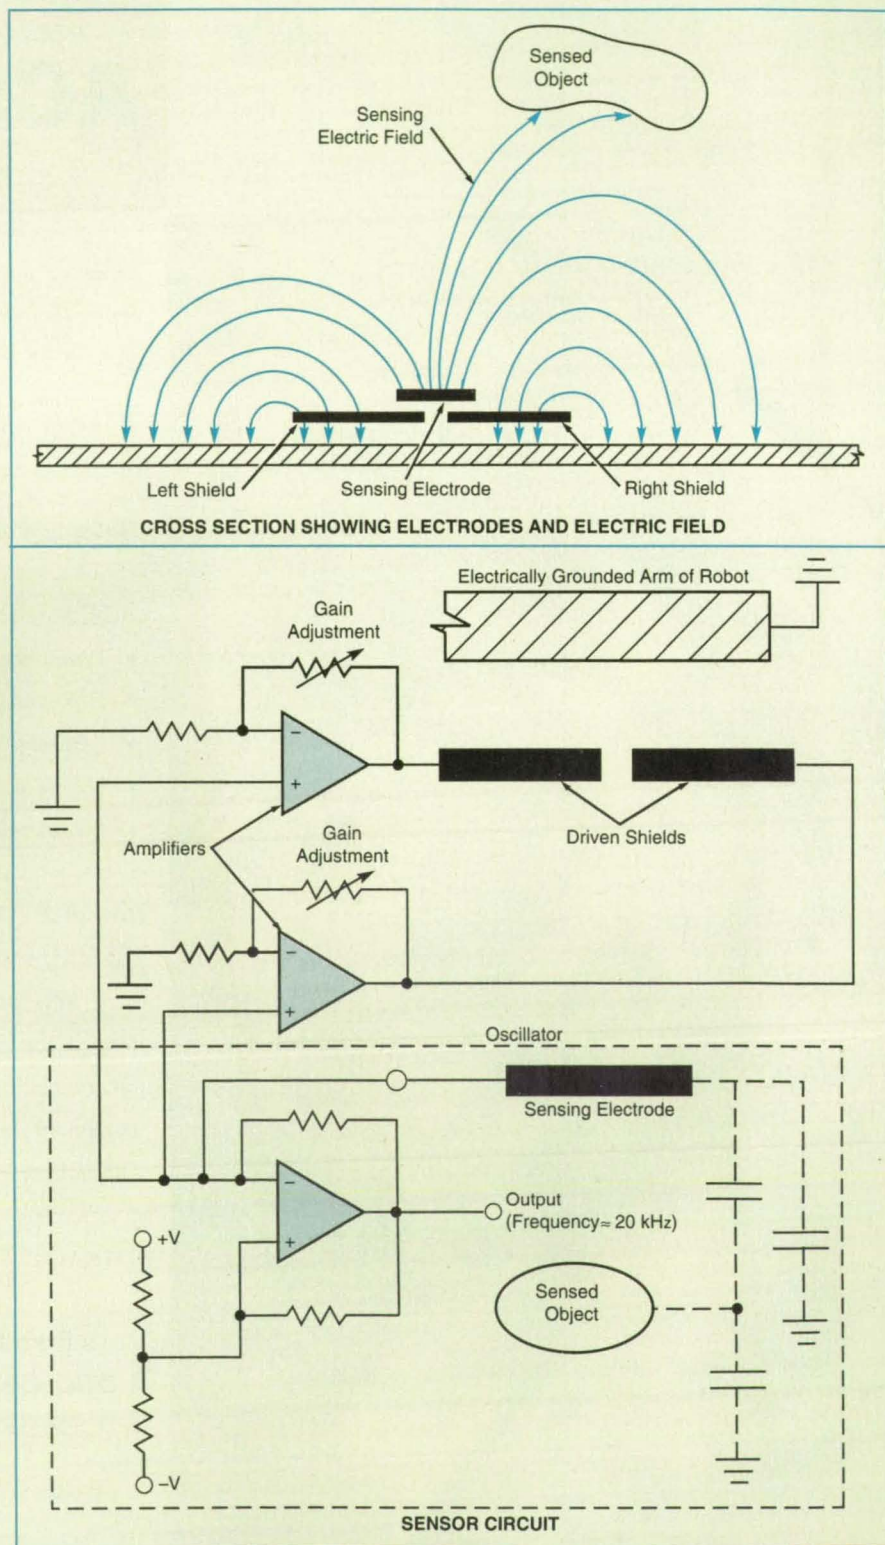 Sensed
Object
Sensing
Electric Field
Left Shield
Sensing Electrode
Right Shield
CROSS SECTION SHOWING ELECTRODES AND ELECTRIC FIELD
Electrically Grounded Arm of Robot
Gain
Adjustment
−
+
Driven Shields
Amplifiers
Gain
Adjustment
−
+
Oscillator
Sensing Electrode
−
+
Output
(Frequency≈ 20 kHz)
+V
Sensed
Object
−V
SENSOR CIRCUIT